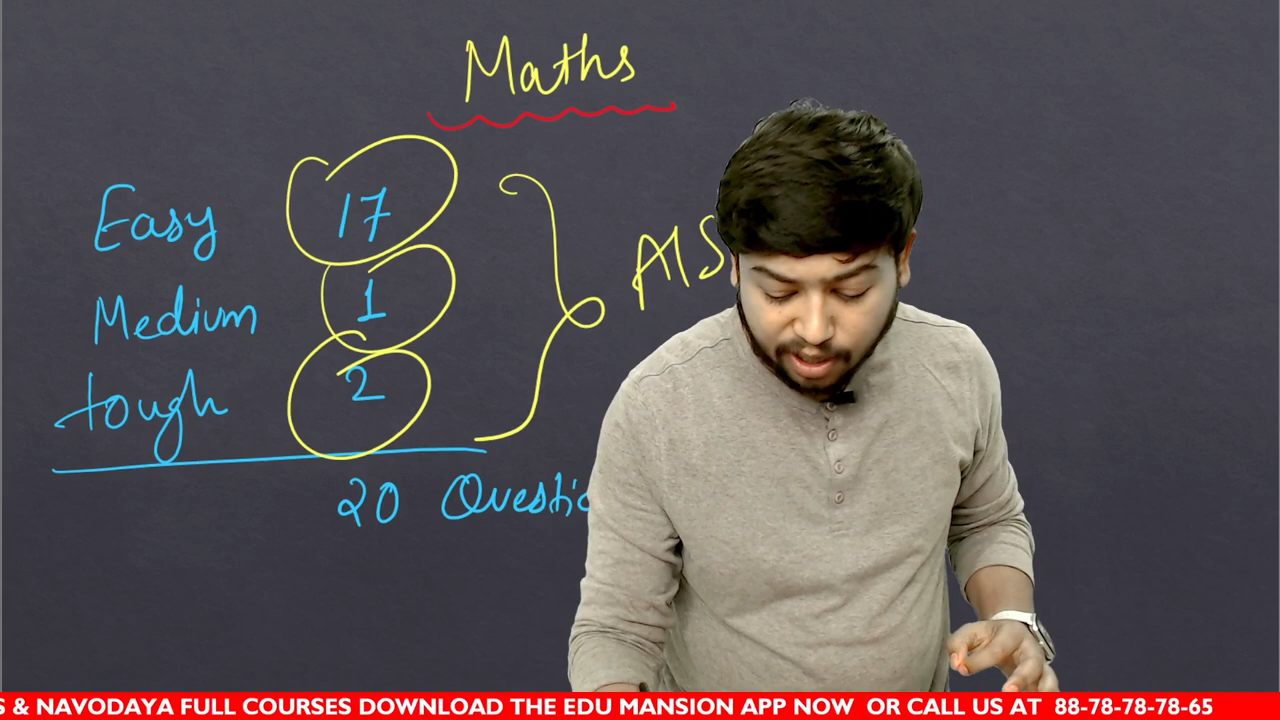 Maths
Easy 17
Medium 1
tough 2
20
& NAVODAYA FULL COURSES DOWNLOAD THE EDU MANSION APP NOW OR CALL US AT 88-78-78-78-65